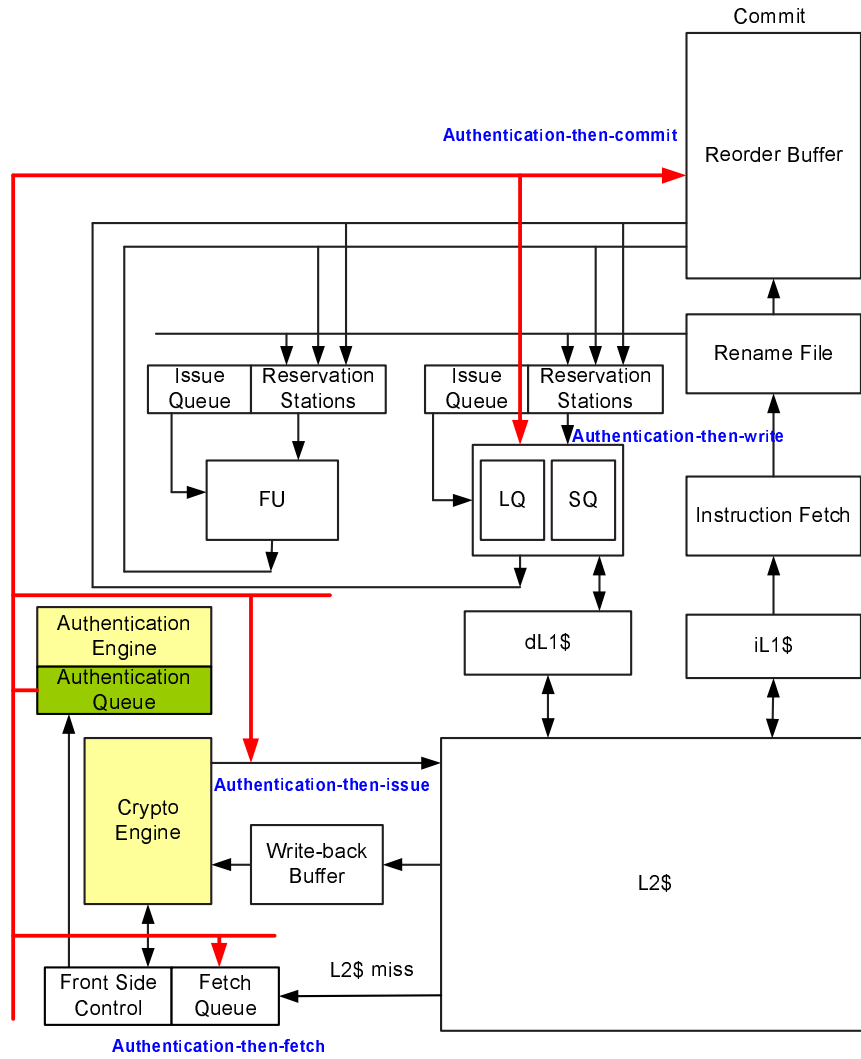 Commit
Authentication-then-commit
Reorder Buffer
Rename File
Issue
Queue
Reservation
Stations
Issue
Queue
Reservation
Stations
Authentication-then-write
FU
LQ
SQ
Instruction Fetch
Authentication
Engine
Authentication
Queue
dL1$
iL1$
Authentication-then-issue
Crypto
Engine
Write-back
Buffer
L2$
L2$ miss
Front Side
Control
Fetch
Queue
Authentication-then-fetch